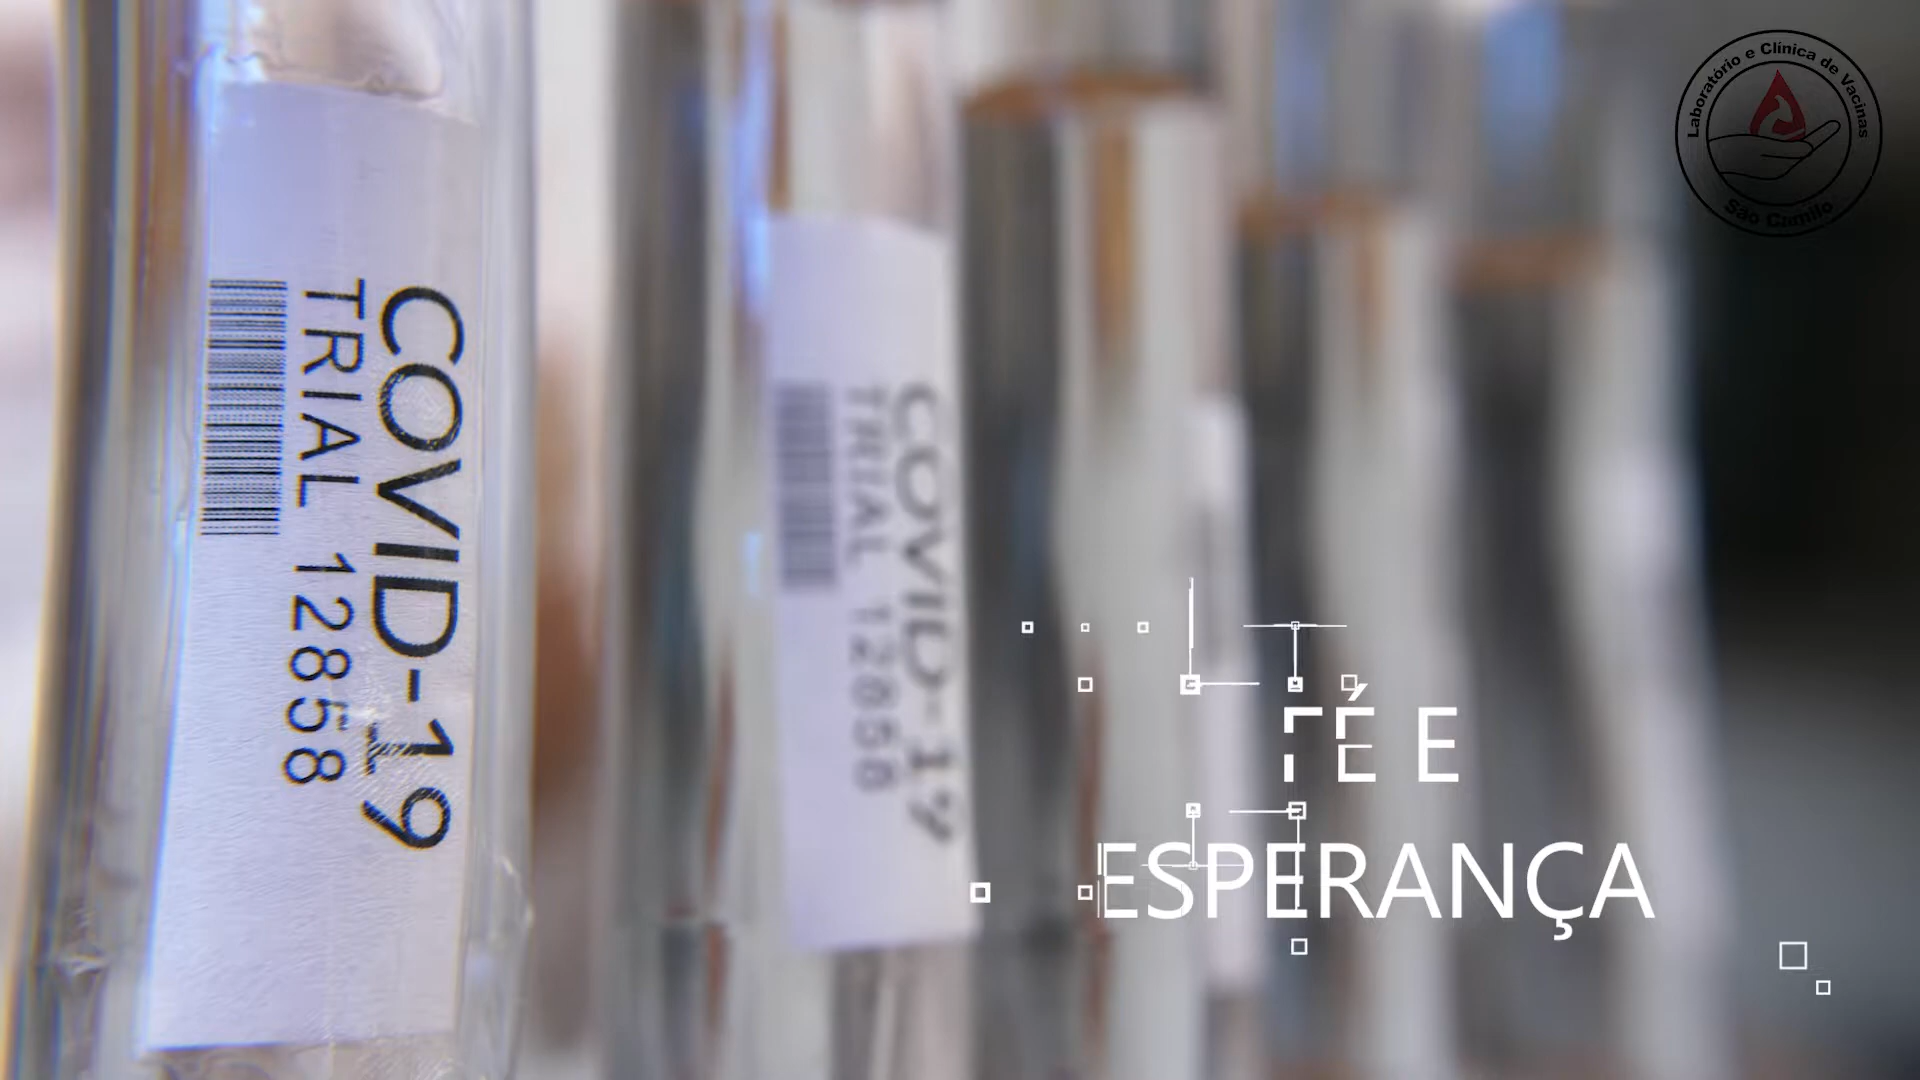 COVID-19
TRIAL 12858
COVID-19
TRIAL 12858
Laboratório e Clínica de Vacinas
São Camilo
FÉ E
ESPERANÇA